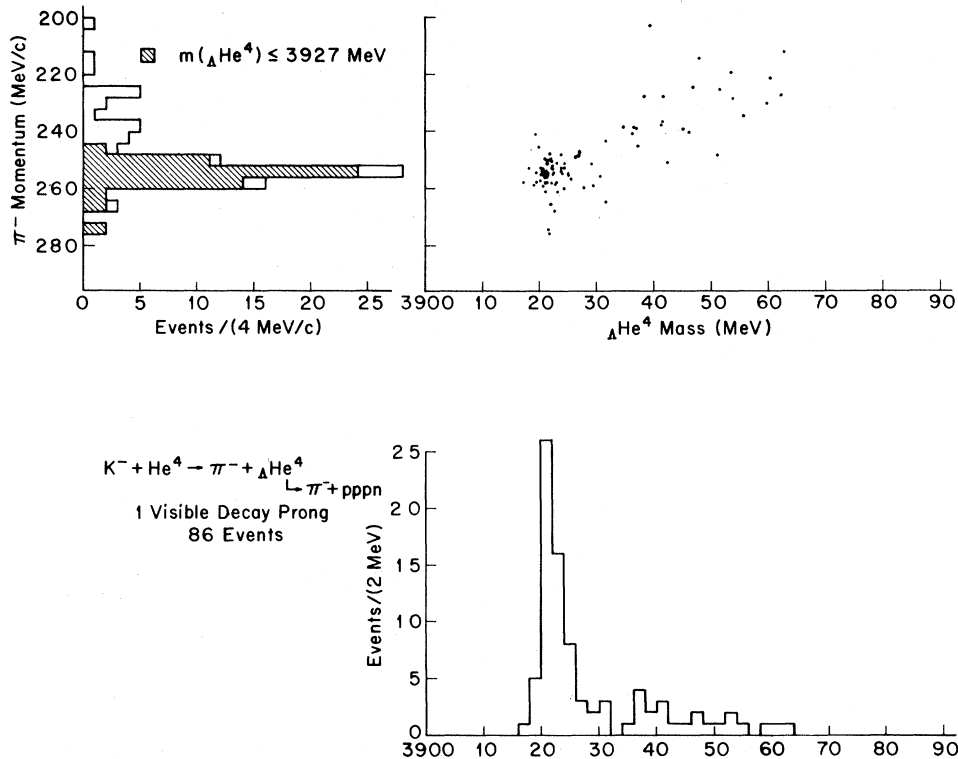 200
220
240
260
280
π⁻ Momentum (MeV/c)
m(ΛHe⁴) ≤ 3927 MeV
0 5 10 15 20 25
Events/(4 MeV/c)
3900 10 20 30 40 50 60 70 80 90
ΛHe⁴ Mass (MeV)
K⁻ + He⁴ → π⁻ + ΛHe⁴
π⁻ + pppn
1 Visible Decay Prong
86 Events
25
20
15
10
5
0
Events/(2 MeV)
3900 10 20 30 40 50 60 70 80 90